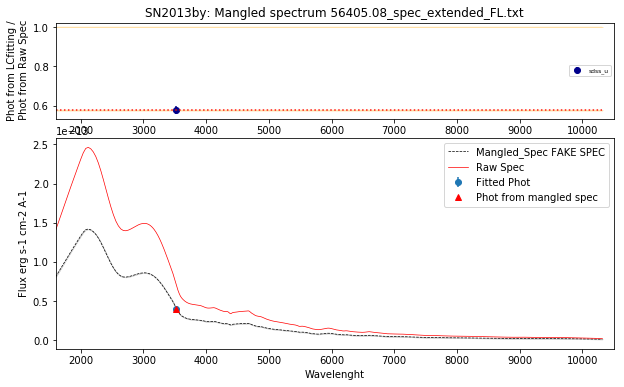 SN2013by: Mangled spectrum 56405.08_spec_extended_FL.txt
Phot from LCfitting /
Phot from Raw Spec
1.0
0.8
0.6
sdss_u
2000 3000 4000 5000 6000 7000 8000 9000 10000
Flux erg s-1 cm-2 A-1
2.5
2.0
1.5
1.0
0.5
0.0
Mangled_Spec FAKE SPEC
Raw Spec
Fitted Phot
Phot from mangled spec
2000 3000 4000 5000 6000 7000 8000 9000 10000
Wavelenght